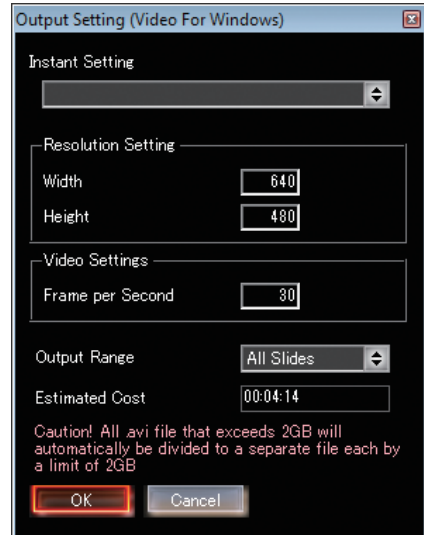 Output Setting (Video For Windows)
Instant Setting
Resolution Setting
Width 640
Height 480
Video Settings
Frame per Second 30
Output Range All Slides
Estimated Cost 00:04:14
Caution! All .avi file that exceeds 2GB will
automatically be divided to a separate file each by
a limit of 2GB
OK Cancel